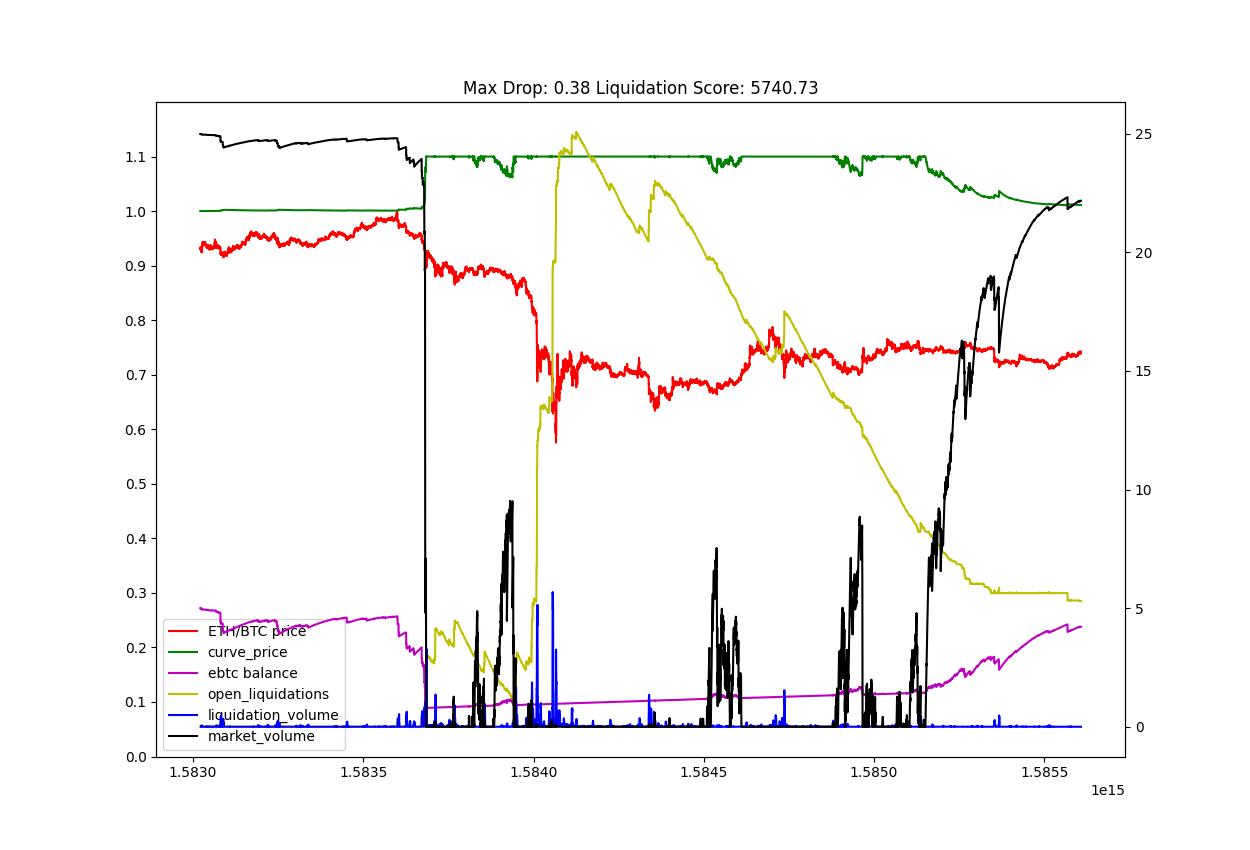 Max Drop: 0.38 Liquidation Score: 5740.73
1.1
1.0
0.9
0.8
0.7
0.6
0.5
0.4
0.3
0.2
0.1
0.0
25
20
15
10
5
0
ETH/BTC price
curve_price
ebtc balance
open_liquidations
liquidation_volume
market_volume
1.5830 1.5835 1.5840 1.5845 1.5850 1.5855
1e15